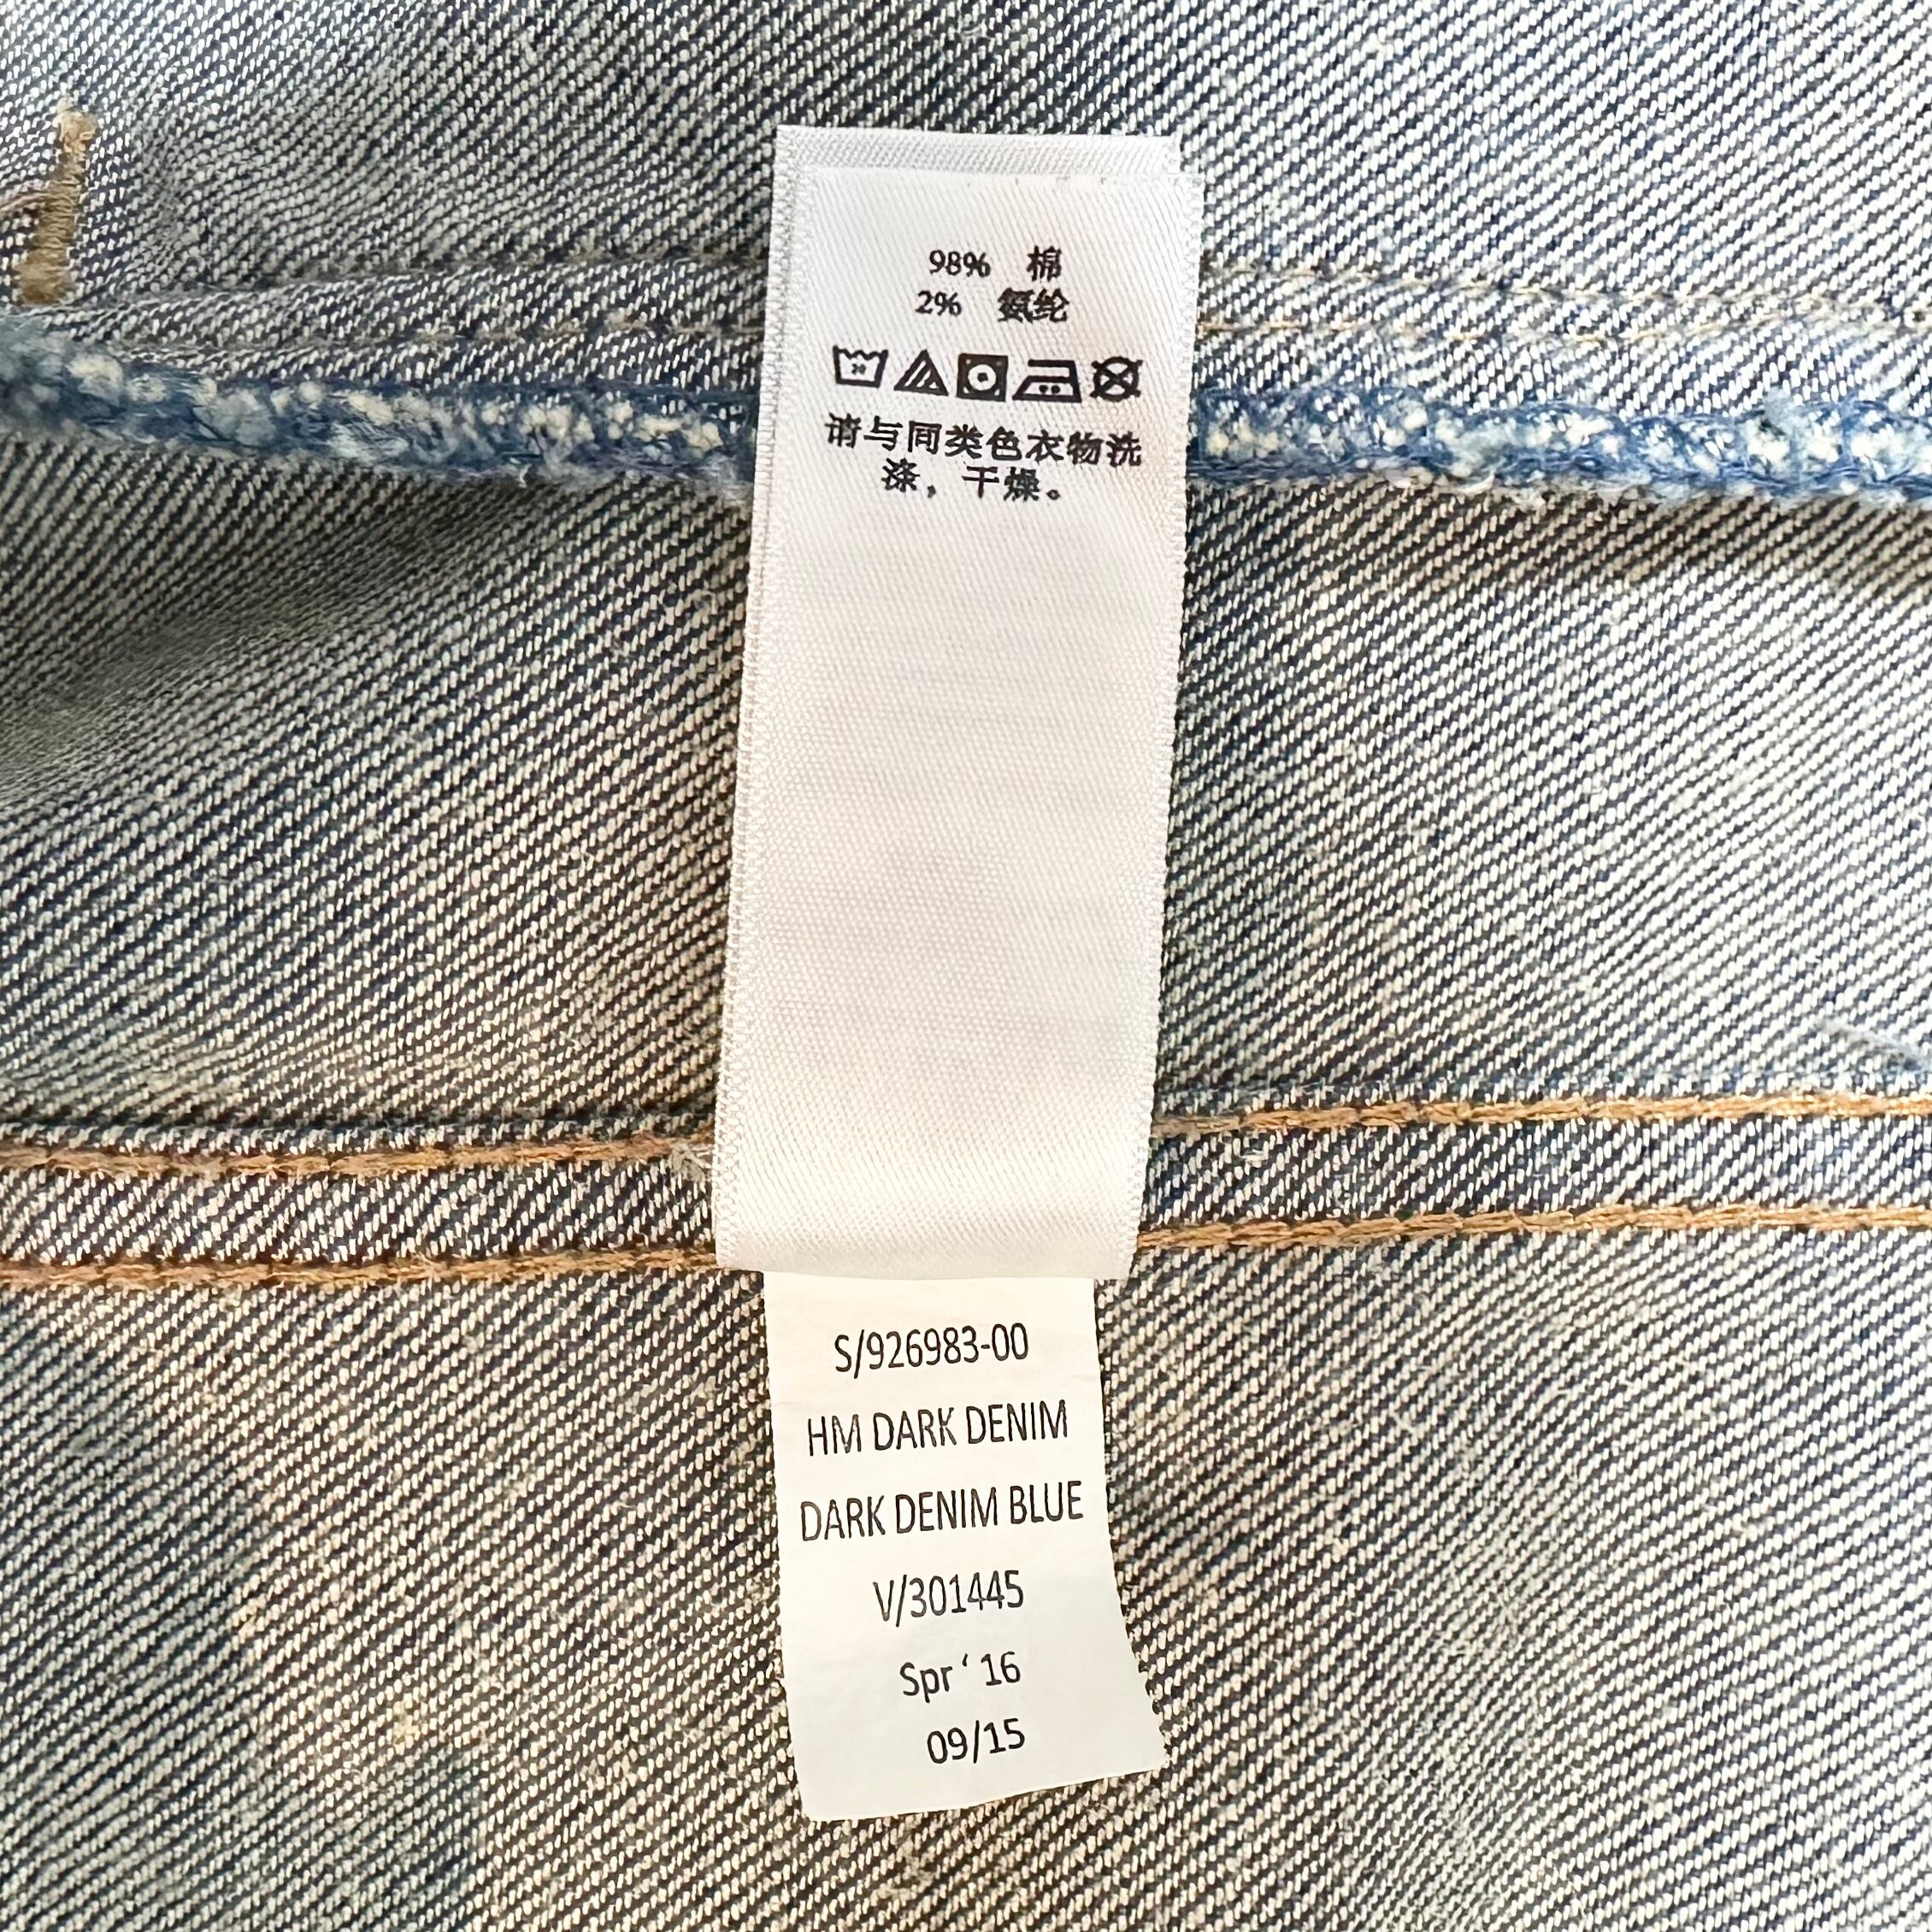 98% 棉
2% 氨纶
请与同类色衣物洗
涤，干燥。
S/926983-00
HM DARK DENIM
DARK DENIM BLUE
V/301445
Spr ‘ 16
09/15